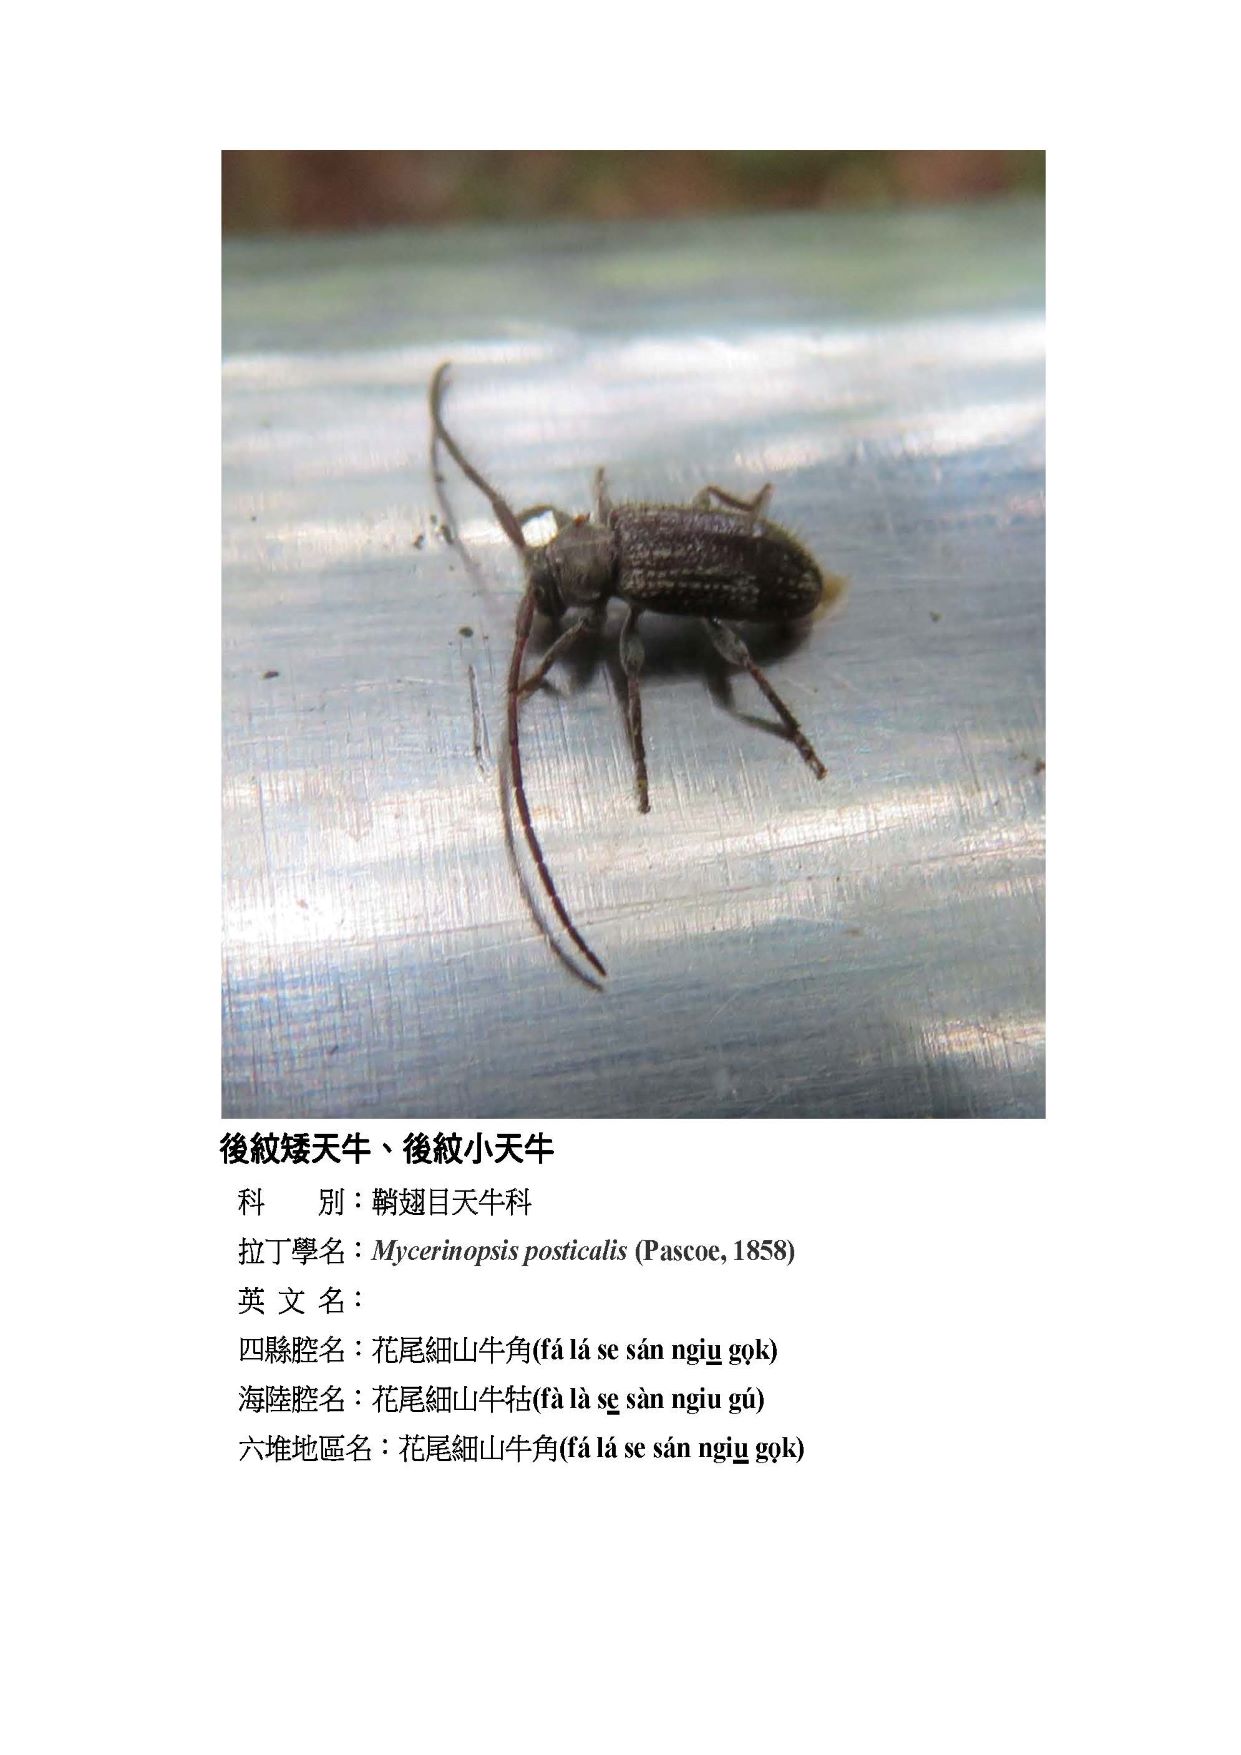 後紋矮天牛、後紋小天牛
科　　別：鞘翅目天牛科
拉丁學名：Mycerinopsis posticalis (Pascoe, 1858)
英 文 名：
四縣腔名：花尾細山牛角(fá lá se sán ngiu̲ gọk)
海陸腔名：花尾細山牛牯(fà là se̲ sàn ngiu gú)
六堆地區名：花尾細山牛角(fá lá se sán ngiu̲ gọk)